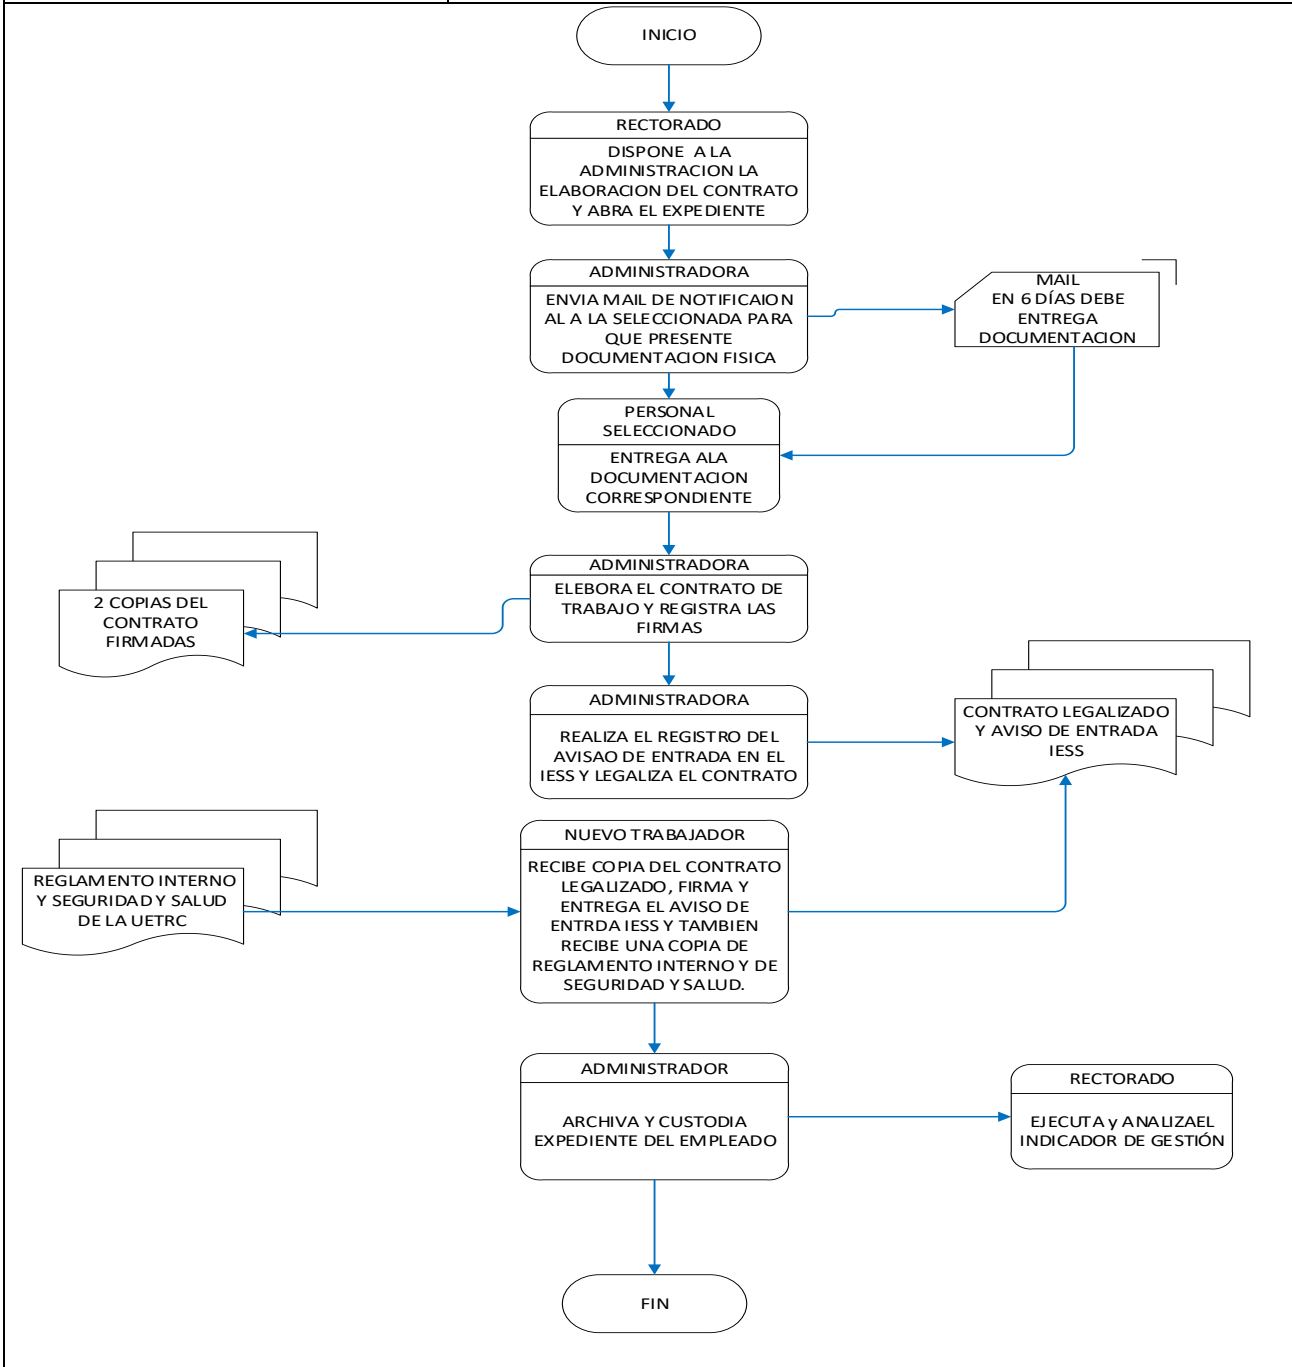 INICIO
RECTORADO
DISPONE A LA
ADMINISTRACION LA
ELABORACION DEL CONTRATO
Y ABRA EL EXPEDIENTE
ADMINISTRADORA
ENVIA MAIL DE NOTIFICAION
AL A LA SELECCIONADA PARA
QUE PRESENTE
DOCUMENTACION FISICA
MAIL
EN 6 DÍAS DEBE
ENTREGA
DOCUMENTACION
PERSONAL
SELECCIONADO
ENTREGA ALA
DOCUMENTACION
CORRESPONDIENTE
ADMINISTRADORA
ELEBORA EL CONTRATO DE
TRABAJO Y REGISTRA LAS
FIRMAS
2 COPIAS DEL
CONTRATO
FIRMADAS
ADMINISTRADORA
REALIZA EL REGISTRO DEL
AVISAO DE ENTRADA EN EL
IESS Y LEGALIZA EL CONTRATO
CONTRATO LEGALIZADO
Y AVISO DE ENTRADA
IESS
NUEVO TRABAJADOR
RECIBE COPIA DEL CONTRATO
LEGALIZADO, FIRMA Y
ENTREGA EL AVISO DE
ENTRDA IESS Y TAMBIEN
RECIBE UNA COPIA DE
REGLAMENTO INTERNO Y DE
SEGURIDAD Y SALUD.
REGLAMENTO INTERNO
Y SEGURIDAD Y SALUD
DE LA UETRC
ADMINISTRADOR
ARCHIVA Y CUSTODIA
EXPEDIENTE DEL EMPLEADO
RECTORADO
EJECUTA y ANALIZAEL
INDICADOR DE GESTIÓN
FIN